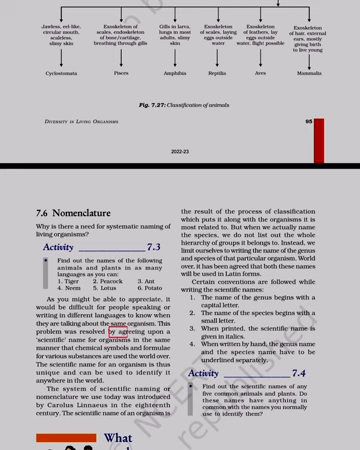 Jawless, eel-like,
circular mouth,
scaleless,
slimy skin
Exoskeleton of
scales, endoskeleton
of bone/cartilage,
breathing through gills
Gills in larva,
lungs in most
adults, slimy
skin
Exoskeleton
of scales, laying
eggs outside
water
Exoskeleton
of feathers, lay
eggs outside
water, flight possible
Exoskeleton
of hair, external
ears, mostly
giving birth
to live young
Cyclostomata
Pisces
Amphibia
Reptilia
Aves
Mammalia
Fig. 7.27: Classification of animals
DIVERSITY IN LIVING ORGANISMS
95
2022-23
7.6 Nomenclature
Why is there a need for systematic naming of
living organisms?
Activity 7.3
• Find out the names of the following
animals and plants in as many
languages as you can:
1. Tiger 2. Peacock 3. Ant
4. Neem 5. Lotus 6. Potato
As you might be able to appreciate, it
would be difficult for people speaking or
writing in different languages to know when
they are talking about the same organism. This
problem was resolved by agreeing upon a
'scientific' name for organisms in the same
manner that chemical symbols and formulae
for various substances are used the world over.
The scientific name for an organism is thus
unique and can be used to identify it
anywhere in the world.
The system of scientific naming or
nomenclature we use today was introduced
by Carolus Linnaeus in the eighteenth
century. The scientific name of an organism is
the result of the process of classification
which puts it along with the organisms it is
most related to. But when we actually name
the species, we do not list out the whole
hierarchy of groups it belongs to. Instead, we
limit ourselves to writing the name of the genus
and species of that particular organism. World
over, it has been agreed that both these names
will be used in Latin forms.
Certain conventions are followed while
writing the scientific names:
1. The name of the genus begins with a
capital letter.
2. The name of the species begins with a
small letter.
3. When printed, the scientific name is
given in italics.
4. When written by hand, the genus name
and the species name have to be
underlined separately.
Activity 7.4
• Find out the scientific names of any
five common animals and plants. Do
these names have anything in
common with the names you normally
use to identify them?
What
republished